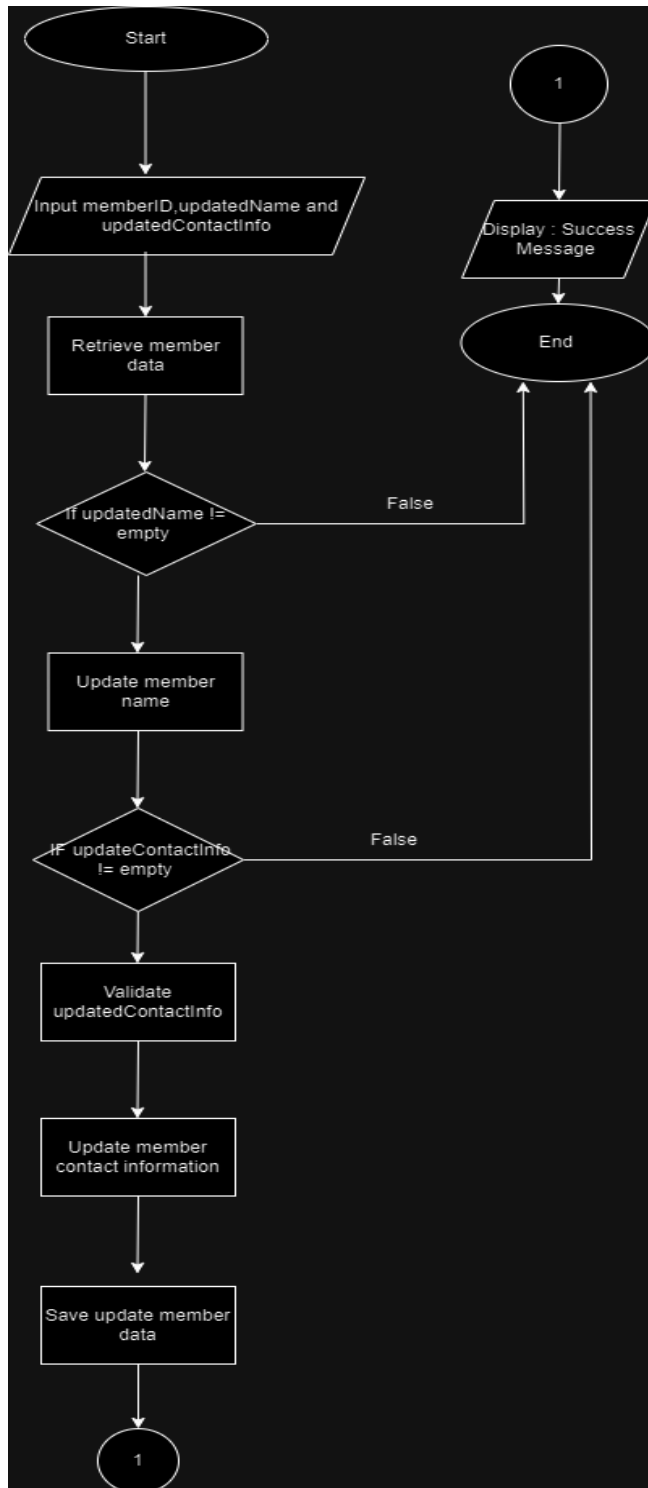 Start
Input memberID,updatedName and
updatedContactInfo
Retrieve member
data
If updatedName !=
empty
False
Update member
name
IF updateContactInfo
!= empty
False
Validate
updatedContactInfo
Update member
contact information
Save update member
data
1
1
Display : Success
Message
End